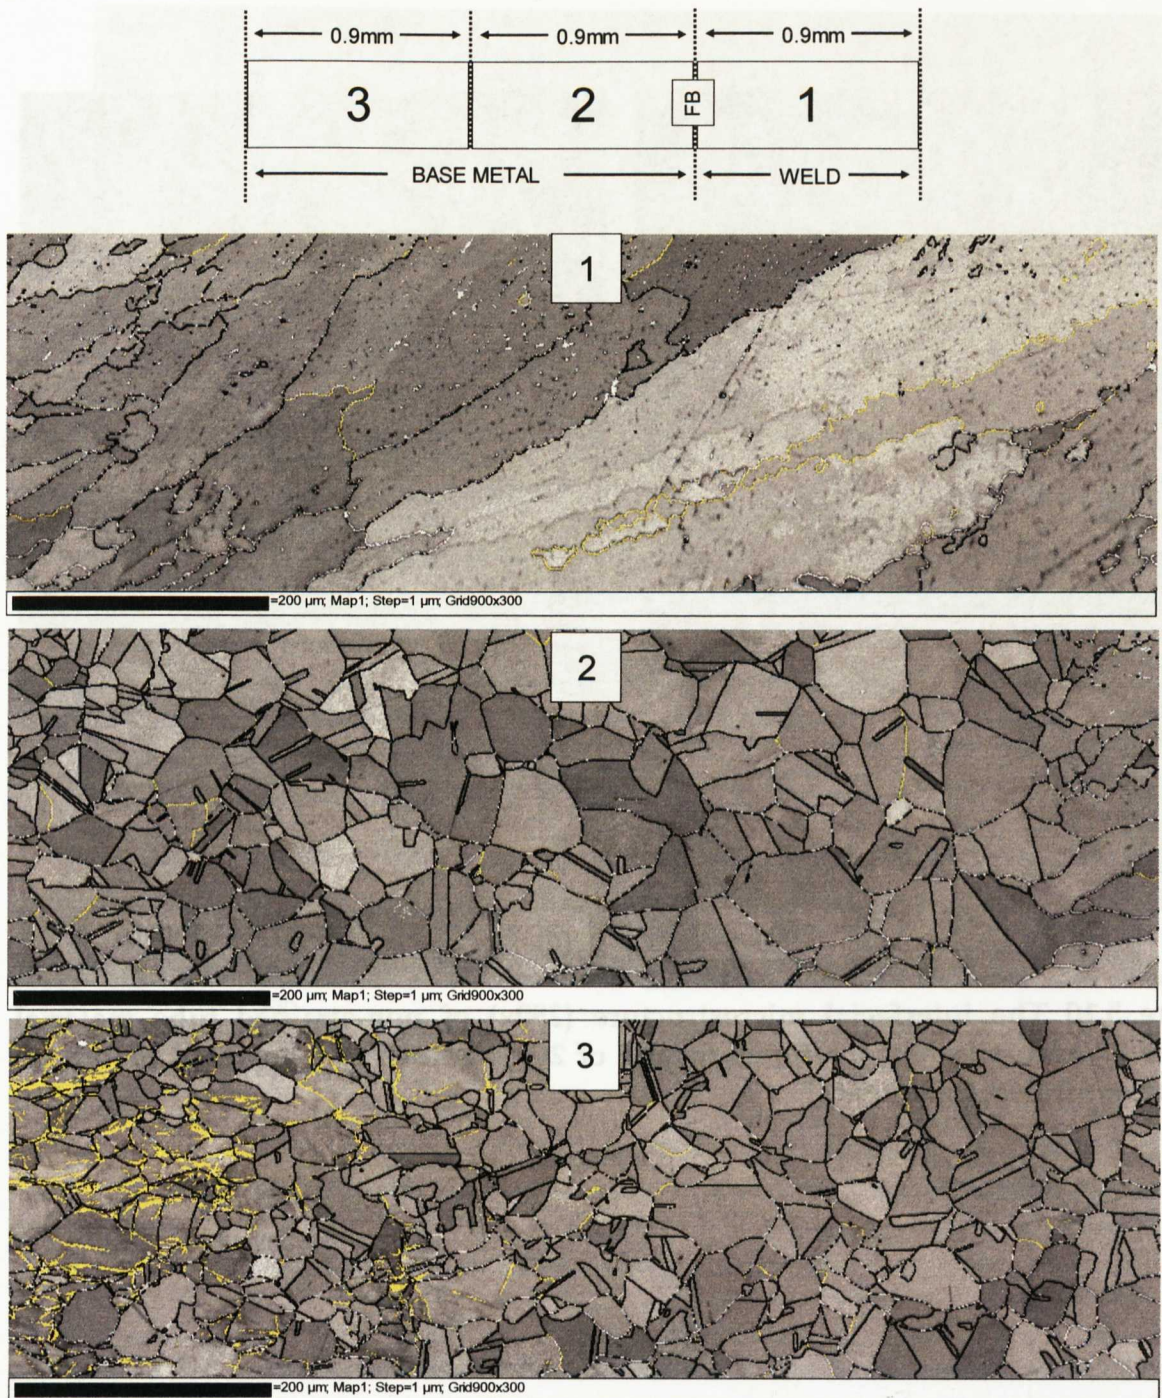 0.9mm 0.9mm 0.9mm
3 2 FB 1
BASE METAL WELD
1
=200 µm; Map1; Step=1 µm; Grid900x300
2
=200 µm; Map1; Step=1 µm; Grid900x300
3
=200 µm; Map1; Step=1 µm; Grid900x300